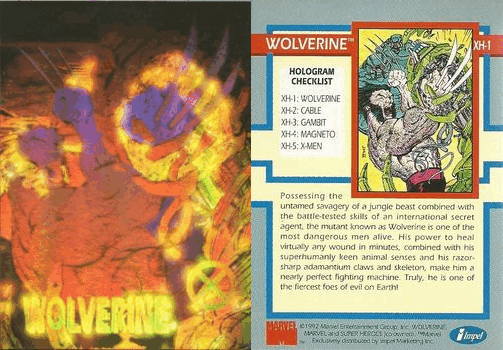 WOLVERINE
WOLVERINE™
XH-1
HOLOGRAM
CHECKLIST
XH-1: WOLVERINE
XH-2: CABLE
XH-3: GAMBIT
XH-4: MAGNETO
XH-5: X-MEN
Possessing the
untamed savagery of a jungle beast combined with
the battle-tested skills of an international secret
agent, the mutant known as Wolverine is one of the
most dangerous men alive. His power to heal
virtually any wound in minutes, combined with his
superhumanly keen animal senses and his razor-
sharp adamantium claws and skeleton, make him a
nearly perfect fighting machine. Truly, he is one of
the fiercest foes of evil on Earth!
MARVEL
©1992 Marvel Entertainment Group, Inc. WOLVERINE,
MARVEL and SUPER HEROES (co-owned) ™Marvel.
Exclusively distributed by Impel Marketing Inc.
Impel